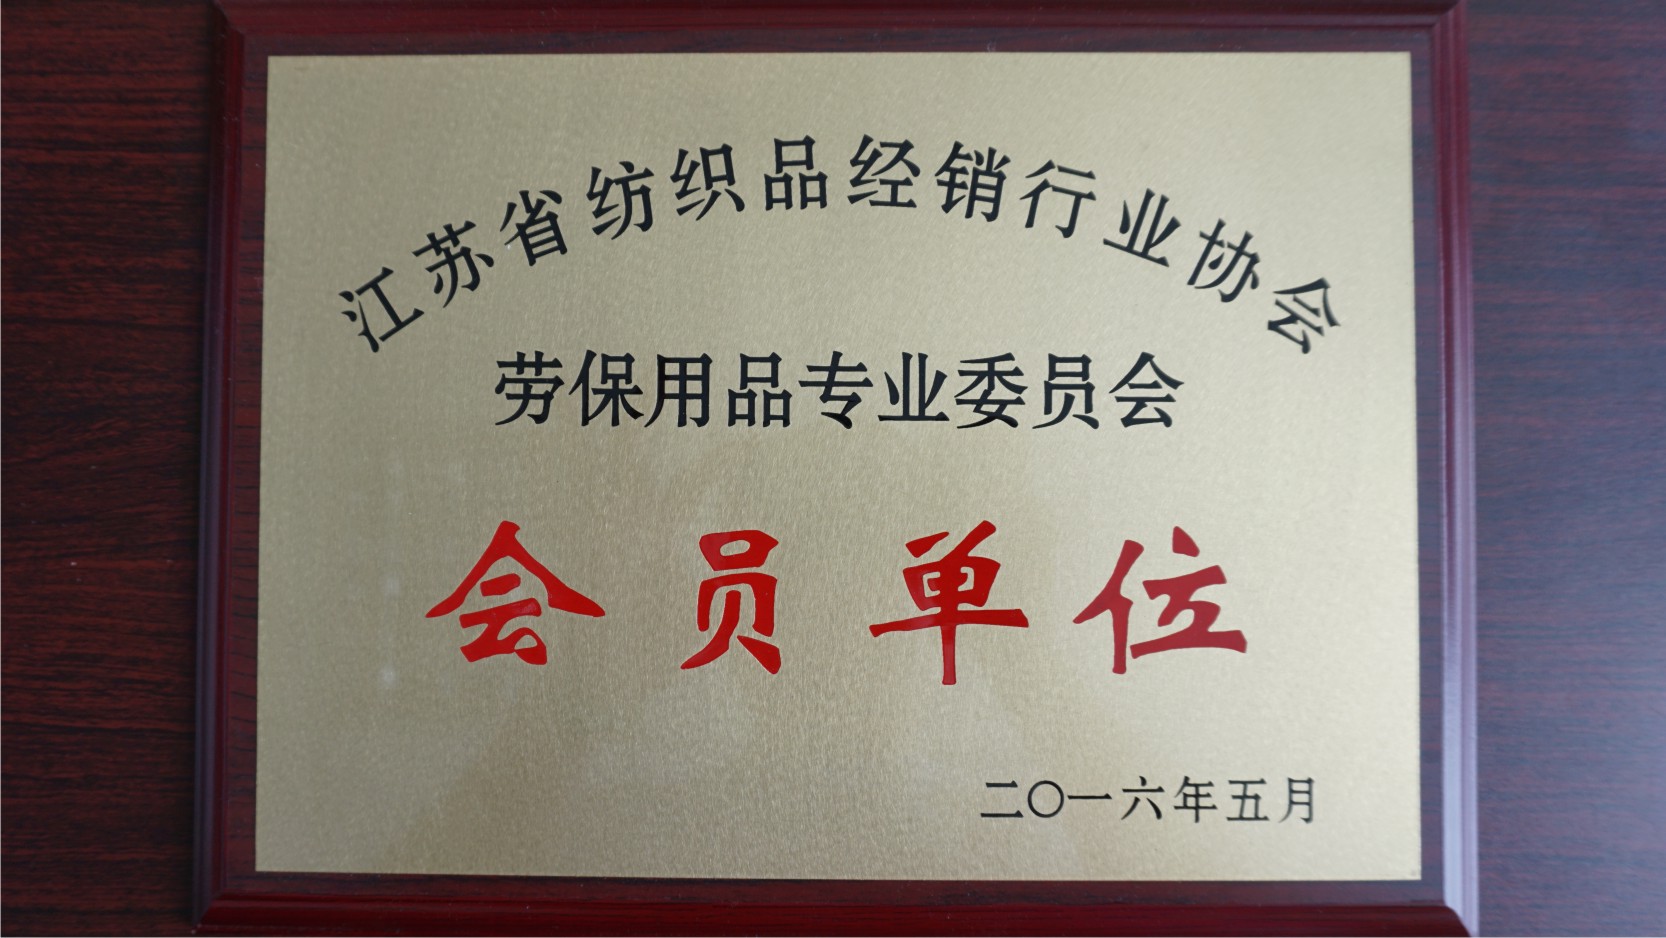 江苏省纺织品经销行业协会
劳保用品专业委员会
会员单位
二〇一六年五月